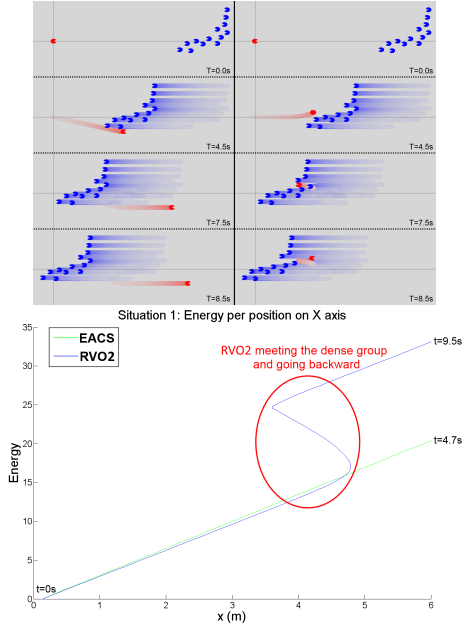 T=0.0s
T=0.0s
T=4.5s
T=4.5s
T=7.5s
T=7.5s
T=8.5s
T=8.5s
Situation 1: Energy per position on X axis
35
30
25
20
15
10
5
0
Energy
EACS
RVO2
RVO2 meeting the dense group
and going backward
t=9.5s
t=4.7s
t=0s
0
1
2
3
4
5
6
x (m)